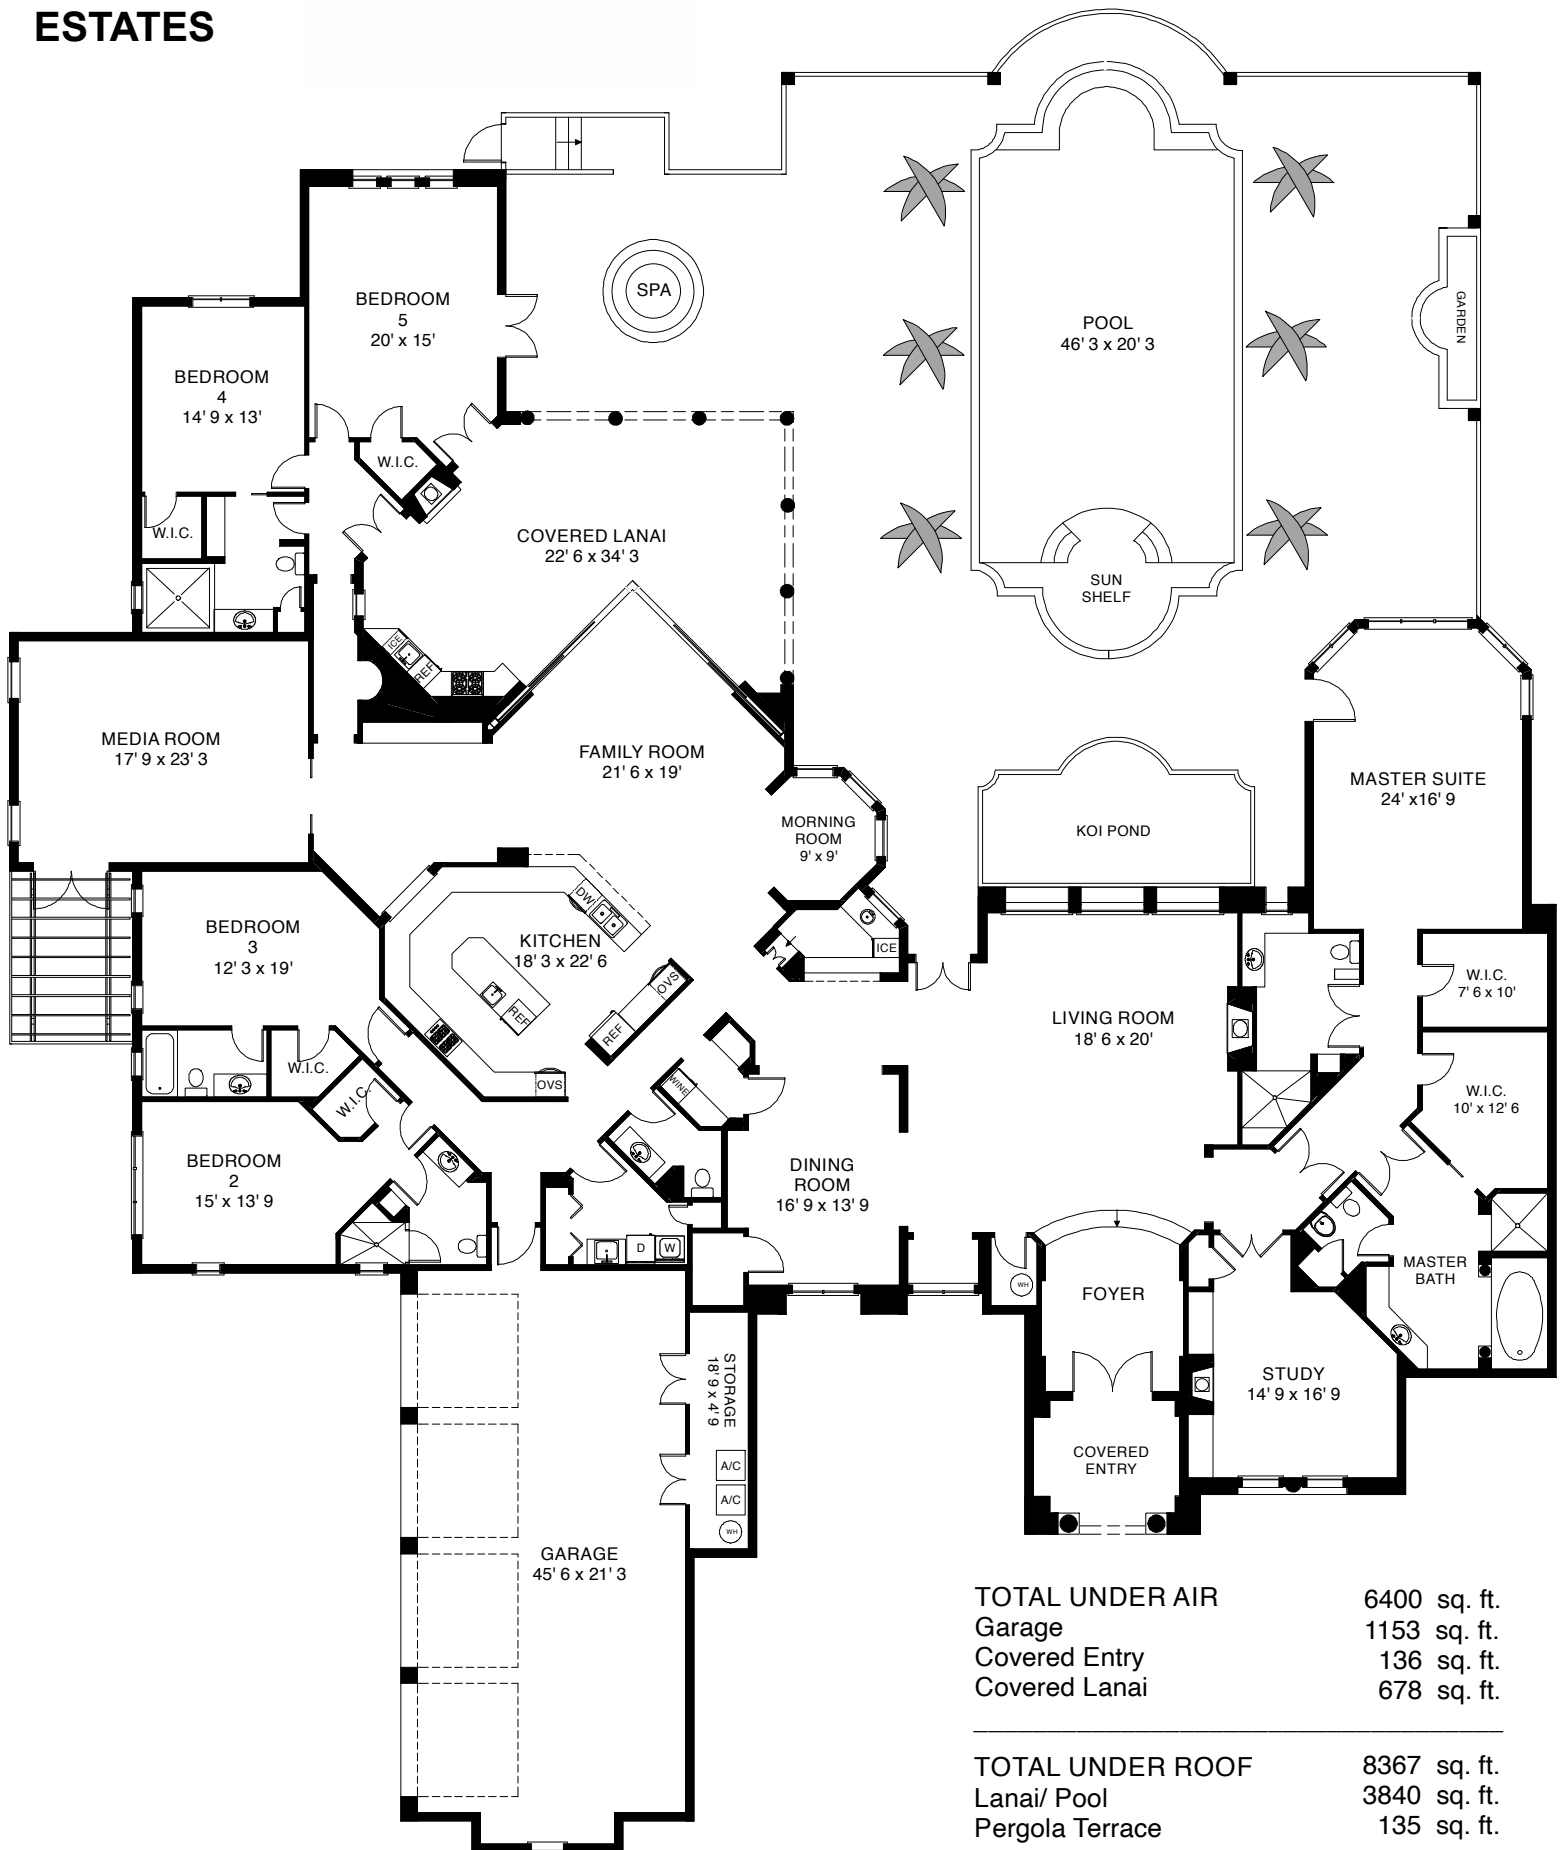 ESTATES
SPA
BEDROOM
5
20' x 15'
POOL
46' 3 x 20' 3
GARDEN
BEDROOM
4
14' 9 x 13'
W.I.C.
W.I.C.
COVERED LANAI
22' 6 x 34' 3
SUN
SHELF
ICE
REF
MEDIA ROOM
17' 9 x 23' 3
FAMILY ROOM
21' 6 x 19'
MASTER SUITE
24' x16' 9
MORNING
ROOM
9' x 9'
KOI POND
DW
BEDROOM
3
12' 3 x 19'
KITCHEN
18' 3 x 22' 6
ICE
OVS
REF
REF
W.I.C.
7' 6 x 10'
LIVING ROOM
18' 6 x 20'
W.I.C.
OVS
WINE
W.I.C.
W.I.C.
10' x 12' 6
BEDROOM
2
15' x 13' 9
DINING
ROOM
16' 9 x 13' 9
D
W
WH
MASTER
BATH
FOYER
STORAGE
18' 9 x 4' 9
STUDY
14' 9 x 16' 9
A/C
A/C
WH
COVERED
ENTRY
GARAGE
45' 6 x 21' 3
TOTAL UNDER AIR 6400 sq. ft.
Garage 1153 sq. ft.
Covered Entry 136 sq. ft.
Covered Lanai 678 sq. ft.
TOTAL UNDER ROOF 8367 sq. ft.
Lanai/ Pool 3840 sq. ft.
Pergola Terrace 135 sq. ft.